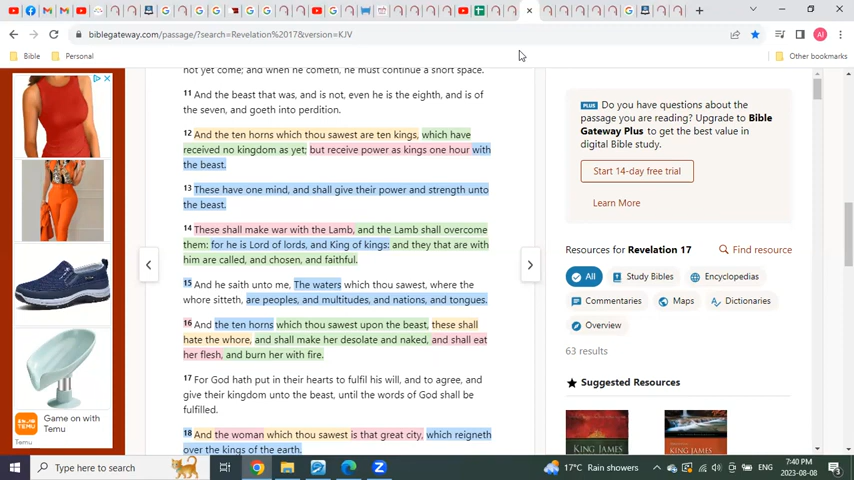 biblegateway.com/passage/?search=Revelation%2017&version=KJV
Bible
Personal
Other bookmarks
not yet come; and when he cometh, he must continue a short space.
11 And the beast that was, and is not, even he is the eighth, and is of
the seven, and goeth into perdition.
12 And the ten horns which thou sawest are ten kings, which have
received no kingdom as yet; but receive power as kings one hour with
the beast.
13 These have one mind, and shall give their power and strength unto
the beast.
14 These shall make war with the Lamb, and the Lamb shall overcome
them: for he is Lord of lords, and King of kings: and they that are with
him are called, and chosen, and faithful.
15 And he saith unto me, The waters which thou sawest, where the
whore sitteth, are peoples, and multitudes, and nations, and tongues.
16 And the ten horns which thou sawest upon the beast, these shall
hate the whore, and shall make her desolate and naked, and shall eat
her flesh, and burn her with fire.
17 For God hath put in their hearts to fulfil his will, and to agree, and
give their kingdom unto the beast, until the words of God shall be
fulfilled.
18 And the woman which thou sawest is that great city, which reigneth
over the kings of the earth.
PLUS Do you have questions about the
passage you are reading? Upgrade to Bible
Gateway Plus to get the best value in
digital Bible study.
Start 14-day free trial
Learn More
Resources for Revelation 17
Find resource
All
Study Bibles
Encyclopedias
Commentaries
Maps
Dictionaries
Overview
63 results
Suggested Resources
KING JAMES
KING JAMES
Game on with
Temu
Temu
Type here to search
17°C Rain showers
ENG
7:40 PM
2023-08-08